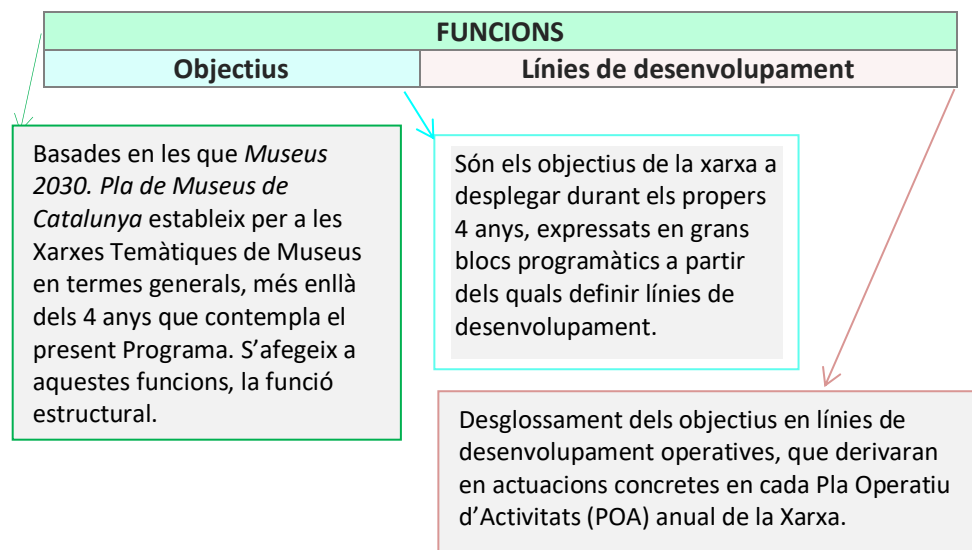 FUNCIONS
Objectius
Línies de desenvolupament
Basades en les que Museus
2030. Pla de Museus de
Catalunya estableix per a les
Xarxes Temàtiques de Museus
en termes generals, més enllà
dels 4 anys que contempla el
present Programa. S’afegeix a
aquestes funcions, la funció
estructural.
Són els objectius de la xarxa a
desplegar durant els propers
4 anys, expressats en grans
blocs programàtics a partir
dels quals definir línies de
desenvolupament.
Desglossament dels objectius en línies de
desenvolupament operatives, que derivaran
en actuacions concretes en cada Pla Operatiu
d’Activitats (POA) anual de la Xarxa.